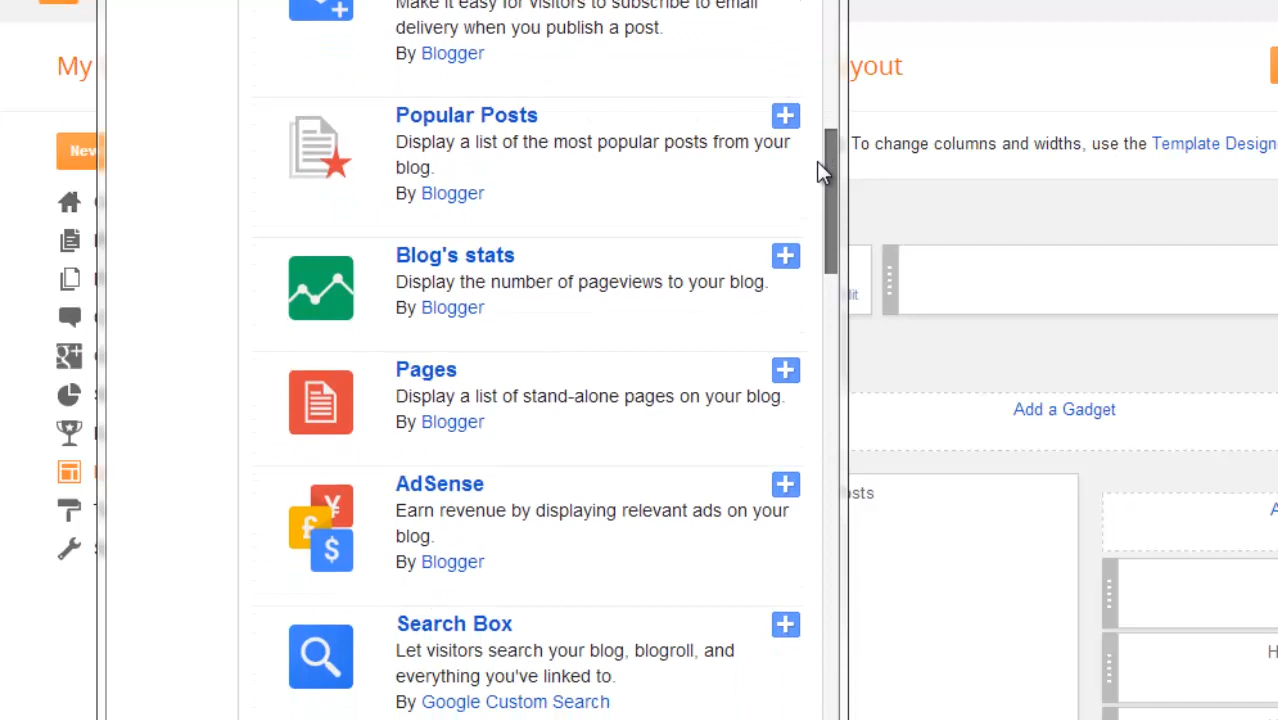 Make it easy for visitors to subscribe to email
delivery when you publish a post.
By Blogger
My
yout
Popular Posts
Display a list of the most popular posts from your
blog.
By Blogger
New
To change columns and widths, use the Template Design
Blog's stats
Display the number of pageviews to your blog.
By Blogger
dit
Pages
Display a list of stand-alone pages on your blog.
By Blogger
Add a Gadget
AdSense
Earn revenue by displaying relevant ads on your
blog.
By Blogger
osts
A
Search Box
Let visitors search your blog, blogroll, and
everything you've linked to.
By Google Custom Search
H